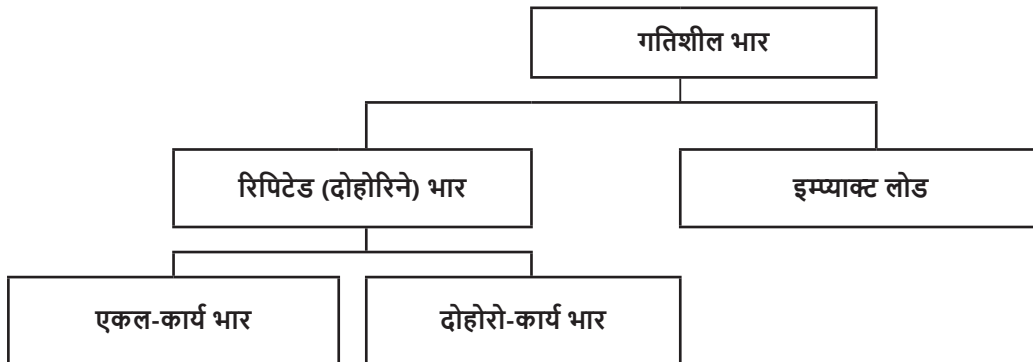 गतिशील भार
रिपिटेड (दोहोरिने) भार
इम्प्याक्ट लोड
एकल-कार्य भार
दोहोरो-कार्य भार